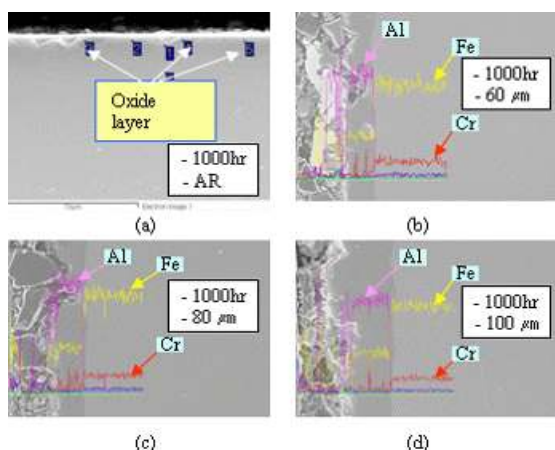 Oxide
layer
- 1000hr
- AR
(a)
Al
Fe
- 1000hr
- 60 ㎛
Cr
(b)
Al
Fe
- 1000hr
- 80 ㎛
Cr
(c)
Al
Fe
- 1000hr
- 100 ㎛
Cr
(d)